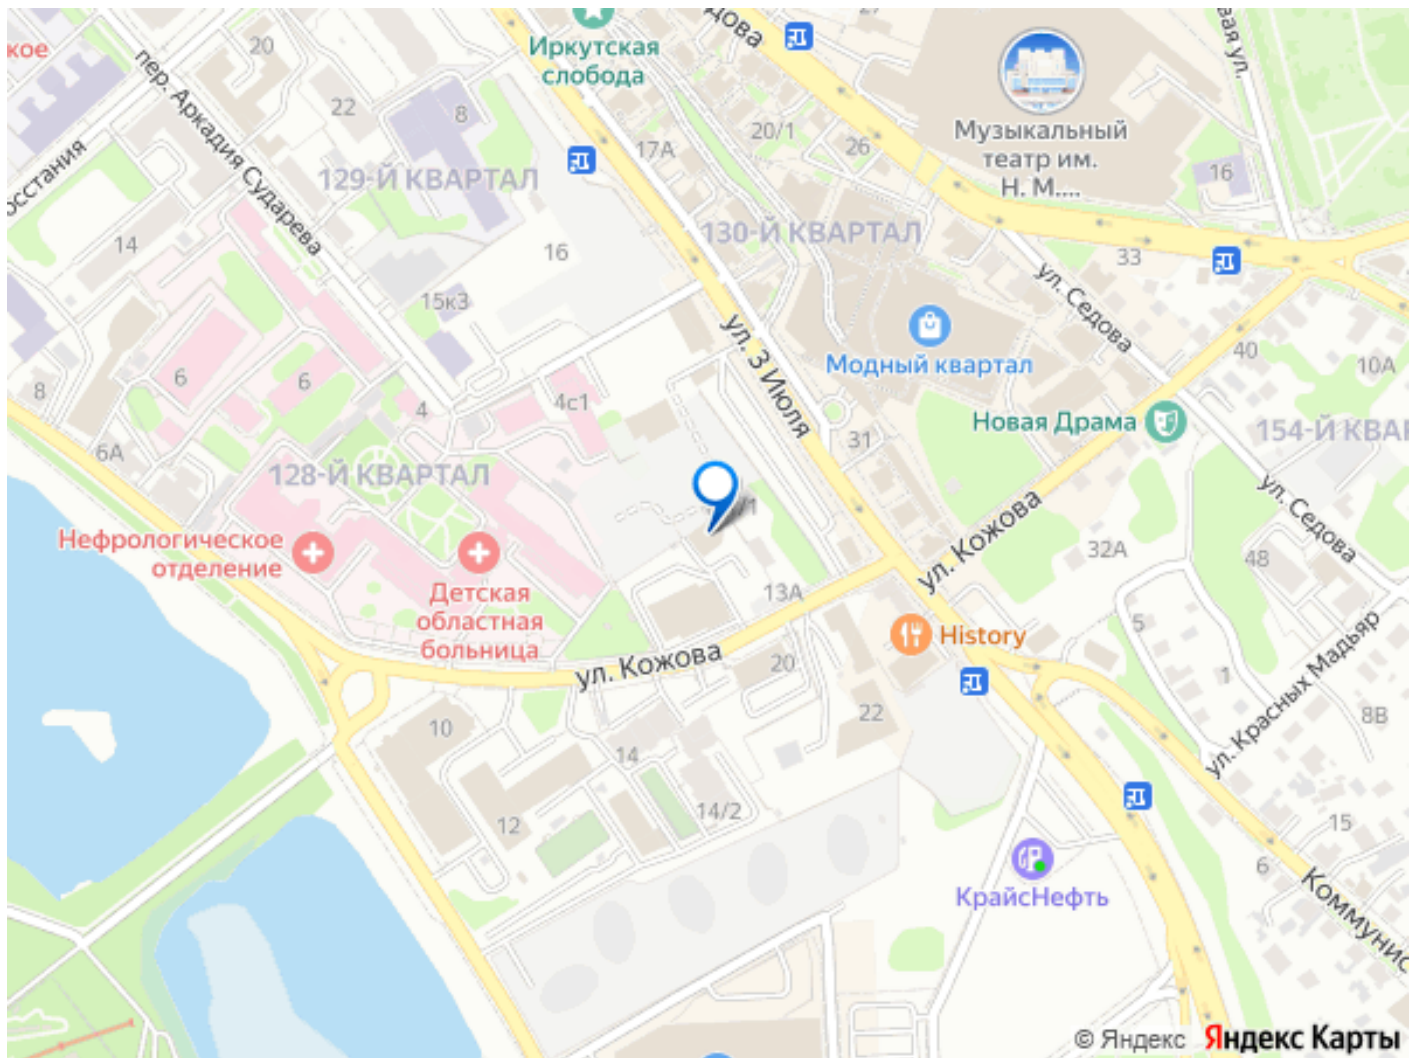 кое
20
Иркутская
слобода
27
пер. Аркадия Сударева
22
8
20/1
26
17А
Музыкальный
театр им.
Н. М....
16
129-Й КВАРТАЛ
14
16
130-Й КВАРТАЛ
33
ул. Седова
15к3
ул. 3 Июля
Модный квартал
40
10А
6
6
8
4
4с1
Новая Драма
31
6А
128-Й КВАРТАЛ
ул. Седова
ул. Кожова
Нефрологическое
отделение
32А
48
Детская
областная
больница
13А
History
5
ул. Кожова
20
1
ул. Красных Мадьяр
22
8В
10
14
14/2
12
15
6
КрайсНефть
© Яндекс Яндекс Карты